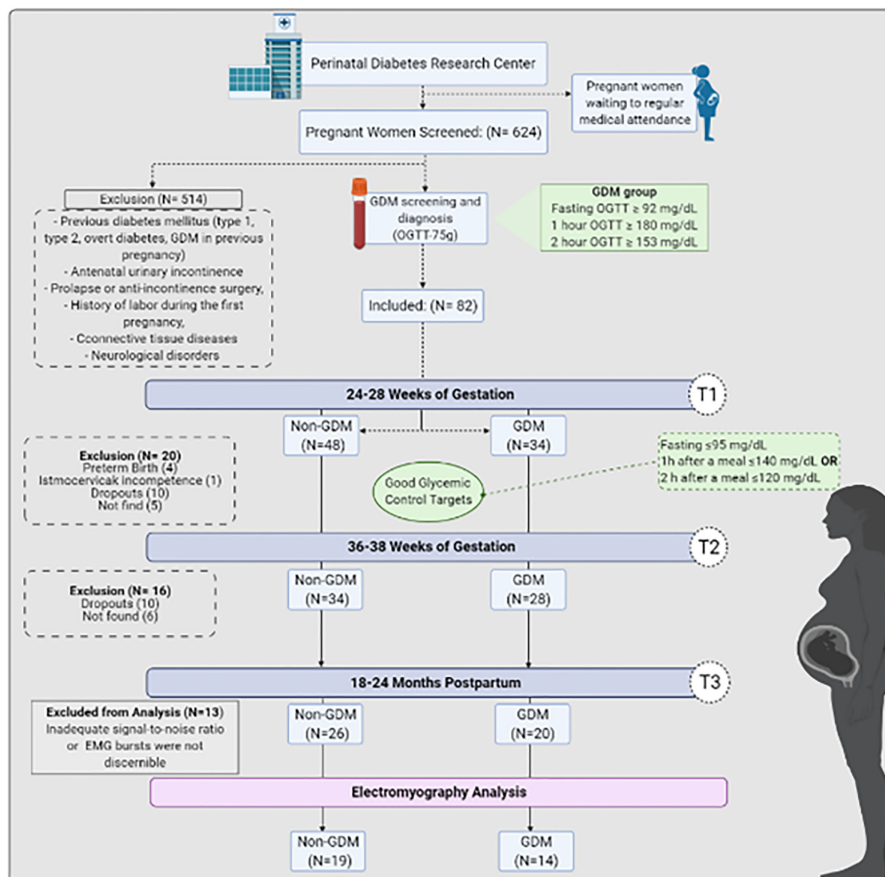 Perinatal Diabetes Research Center
Pregnant women
waiting to regular
medical attendance
Pregnant Women Screened: (N= 624)
Exclusion (N= 514)
- Previous diabetes mellitus (type 1,
type 2, overt diabetes, GDM in previous
pregnancy)
- Antenatal urinary incontinence
- Prolapse or anti-incontinence surgery,
- History of labor during the first
pregnancy,
- Cconnective tissue diseases
- Neurological disorders
GDM screening and
diagnosis
(OGTT-75g)
GDM group
Fasting OGTT ≥ 92 mg/dL
1 hour OGTT ≥ 180 mg/dL
2 hour OGTT ≥ 153 mg/dL
Included: (N= 82)
24-28 Weeks of Gestation
T1
Non-GDM
(N=48)
GDM
(N=34)
Exclusion (N= 20)
Preterm Birth (4)
Istmocervicak incompetence (1)
Dropouts (10)
Not find (5)
Good Glycemic
Control Targets
Fasting ≤95 mg/dL
1h after a meal ≤140 mg/dL OR
2 h after a meal ≤120 mg/dL
36-38 Weeks of Gestation
T2
Exclusion (N= 16)
Dropouts (10)
Not found (6)
Non-GDM
(N=34)
GDM
(N=28)
18-24 Months Postpartum
T3
Excluded from Analysis (N=13)
Inadequate signal-to-noise ratio
or EMG bursts were not
discernible
Non-GDM
(N=26)
GDM
(N=20)
Electromyography Analysis
Non-GDM
(N=19)
GDM
(N=14)